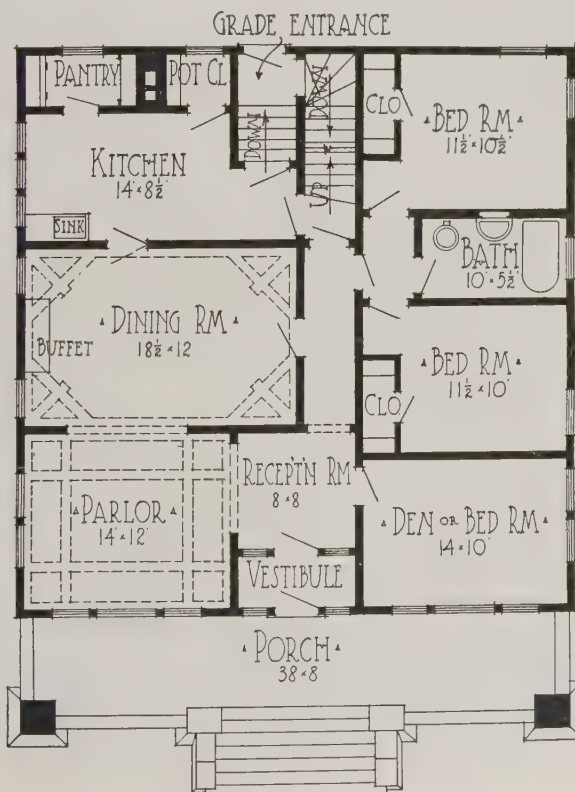 GRADE ENTRANCE
PANTRY
POT CL
DOWN
DOWN
UP
CLO
BED RM
11½'×10½'
KITCHEN
14'×8½'
SINK
BATH
10'×5½'
DINING RM
18½'×12'
BUFFET
BED RM
11½'×10'
CLO
RECEPT'N RM
8'×8'
PARLOR
14'×12'
DEN OR BED RM
14'×10'
VESTIBULE
PORCH
38'×8'